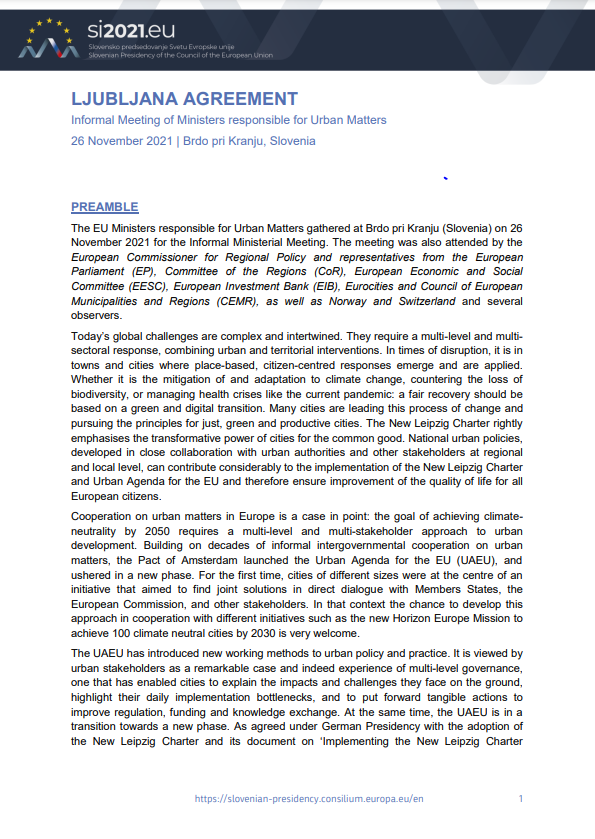 si2021.eu
Slovensko predsedovanje Svetu Evropske unije
Slovenian Presidency of the Council of the European Union
LJUBLJANA AGREEMENT
Informal Meeting of Ministers responsible for Urban Matters
26 November 2021 | Brdo pri Kranju, Slovenia
PREAMBLE
The EU Ministers responsible for Urban Matters gathered at Brdo pri Kranju (Slovenia) on 26
November 2021 for the Informal Ministerial Meeting. The meeting was also attended by the
European Commissioner for Regional Policy and representatives from the European
Parliament (EP), Committee of the Regions (CoR), European Economic and Social
Committee (EESC), European Investment Bank (EIB), Eurocities and Council of European
Municipalities and Regions (CEMR), as well as Norway and Switzerland and several
observers.
Today's global challenges are complex and intertwined. They require a multi-level and multi-
sectoral response, combining urban and territorial interventions. In times of disruption, it is in
towns and cities where place-based, citizen-centred responses emerge and are applied.
Whether it is the mitigation of and adaptation to climate change, countering the loss of
biodiversity, or managing health crises like the current pandemic: a fair recovery should be
based on a green and digital transition. Many cities are leading this process of change and
pursuing the principles for just, green and productive cities. The New Leipzig Charter rightly
emphasises the transformative power of cities for the common good. National urban policies,
developed in close collaboration with urban authorities and other stakeholders at regional
and local level, can contribute considerably to the implementation of the New Leipzig Charter
and Urban Agenda for the EU and therefore ensure improvement of the quality of life for all
European citizens.
Cooperation on urban matters in Europe is a case in point: the goal of achieving climate-
neutrality by 2050 requires a multi-level and multi-stakeholder approach to urban
development. Building on decades of informal intergovernmental cooperation on urban
matters, the Pact of Amsterdam launched the Urban Agenda for the EU (UAEU), and
ushered in a new phase. For the first time, cities of different sizes were at the centre of an
initiative that aimed to find joint solutions in direct dialogue with Members States, the
European Commission, and other stakeholders. In that context the chance to develop this
approach in cooperation with different initiatives such as the new Horizon Europe Mission to
achieve 100 climate neutral cities by 2030 is very welcome.
The UAEU has introduced new working methods to urban policy and practice. It is viewed by
urban stakeholders as a remarkable case and indeed experience of multi-level governance,
one that has enabled cities to explain the impacts and challenges they face on the ground,
highlight their daily implementation bottlenecks, and to put forward tangible actions to
improve regulation, funding and knowledge exchange. At the same time, the UAEU is in a
transition towards a new phase. As agreed under German Presidency with the adoption of
the New Leipzig Charter and its document on 'Implementing the New Leipzig Charter
https://slovenian-presidency.consilium.europa.eu/en 1